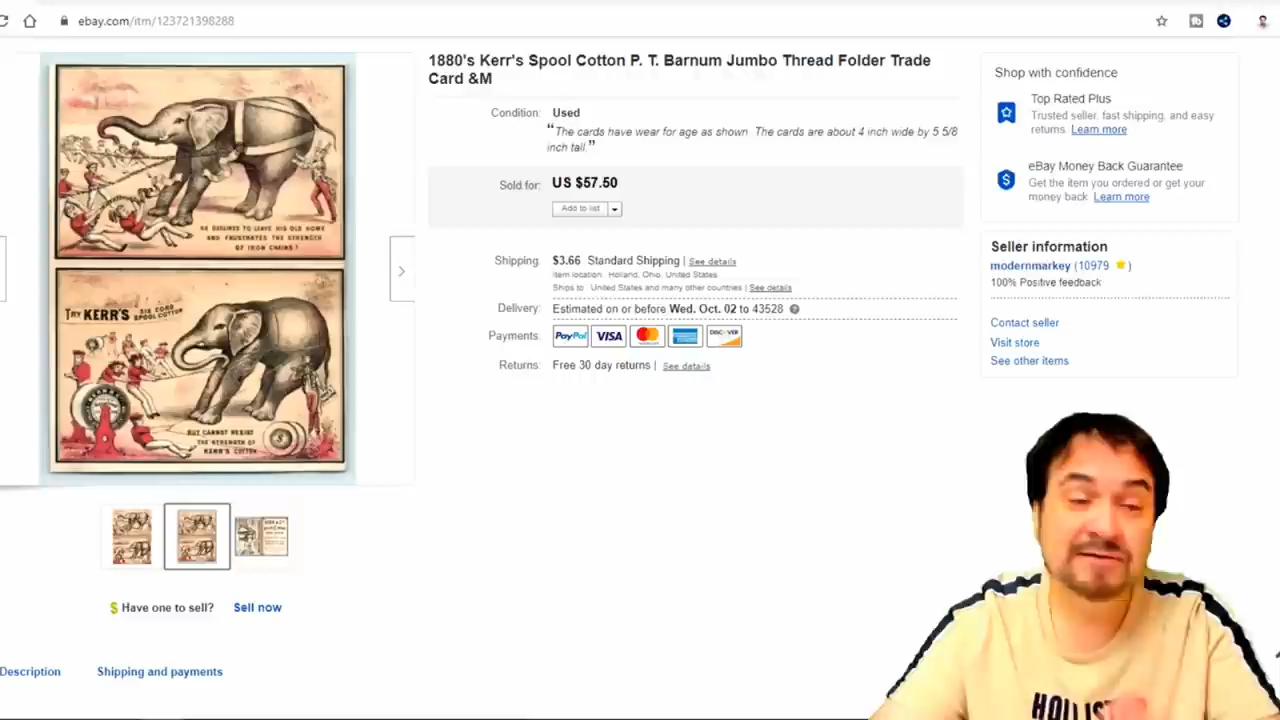 ebay.com/itm/123721398288
1880's Kerr's Spool Cotton P. T. Barnum Jumbo Thread Folder Trade
Card &M
Condition: Used
“The cards have wear for age as shown The cards are about 4 inch wide by 5 5/8
inch tall.”
Sold for: US $57.50
Add to list
Shipping: $3.66 Standard Shipping | See details
Item location: Holland, Ohio, United States
Ships to: United States and many other countries | See details
Delivery: Estimated on or before Wed. Oct. 02 to 43528
Payments: PayPal VISA DISCOVER
Returns: Free 30 day returns | See details
Shop with confidence
Top Rated Plus
Trusted seller, fast shipping, and easy
returns. Learn more
eBay Money Back Guarantee
Get the item you ordered or get your
money back. Learn more
Seller information
modernmarkey (10979 )
100% Positive feedback
Contact seller
Visit store
See other items
HE DECLINES TO LEAVE HIS OLD HOME
AND FRUSTRATES THE STRENGTH
OF IRON CHAINS!
TRY KERR'S SIX CORD
SPOOL COTTON
BUT CANNOT RESIST
THE STRENGTH OF
KERR'S COTTON
$ Have one to sell? Sell now
Description
Shipping and payments